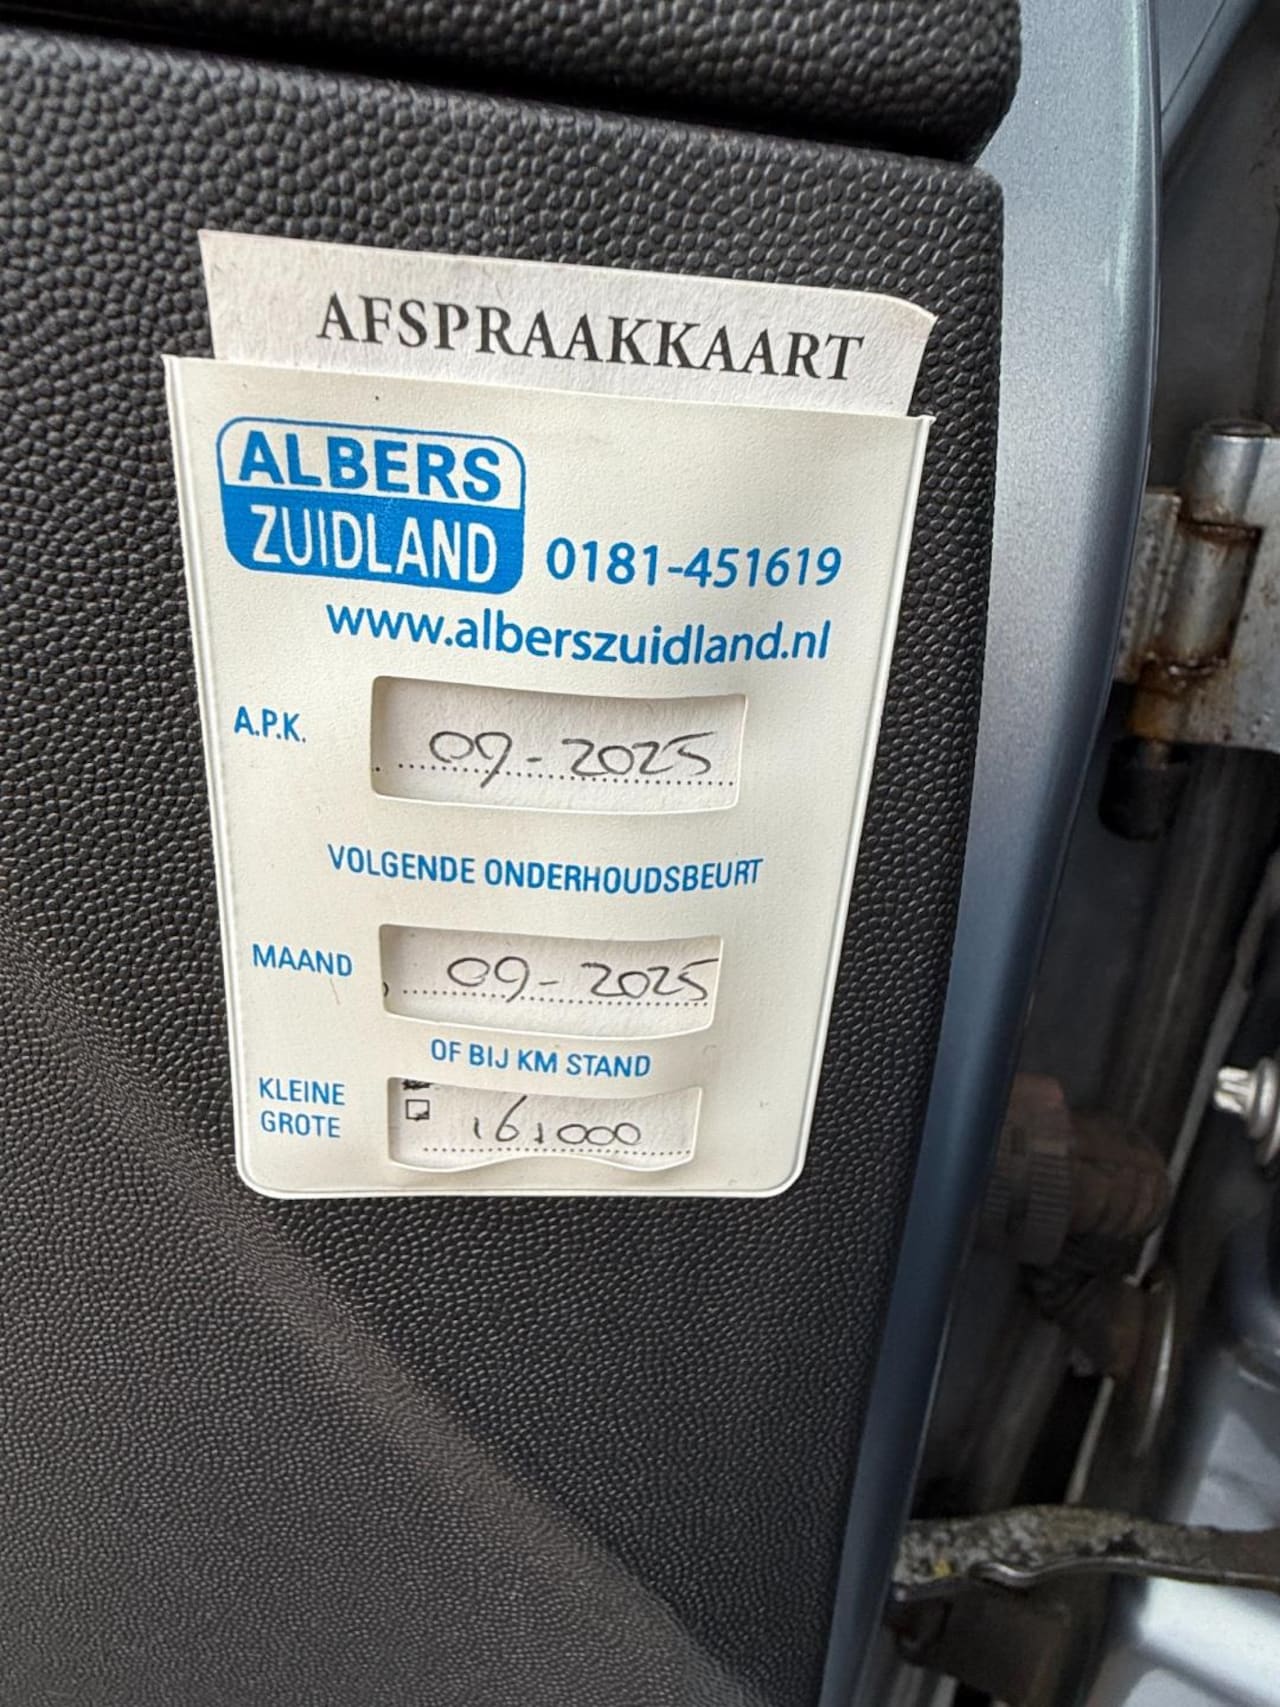 AFSPRAAKKAART
ALBERS
ZUIDLAND
0181-451619
www.alberszuidland.nl
A.P.K.
09-2025
VOLGENDE ONDERHOUDSBEURT
MAAND
09-2025
OF BIJ KM STAND
KLEINE
GROTE
161000